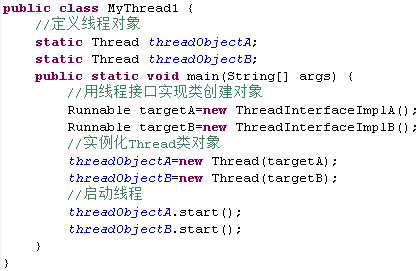 public class MyThread1 {
    //定义线程对象
    static Thread threadObjectA;
    static Thread threadObjectB;
    public static void main(String[] args) {
        //用线程接口实现类创建对象
        Runnable targetA=new ThreadInterfaceImplA();
        Runnable targetB=new ThreadInterfaceImplB();
        //实例化Thread类对象
        threadObjectA=new Thread(targetA);
        threadObjectB=new Thread(targetB);
        //启动线程
        threadObjectA.start();
        threadObjectB.start();
    }
}